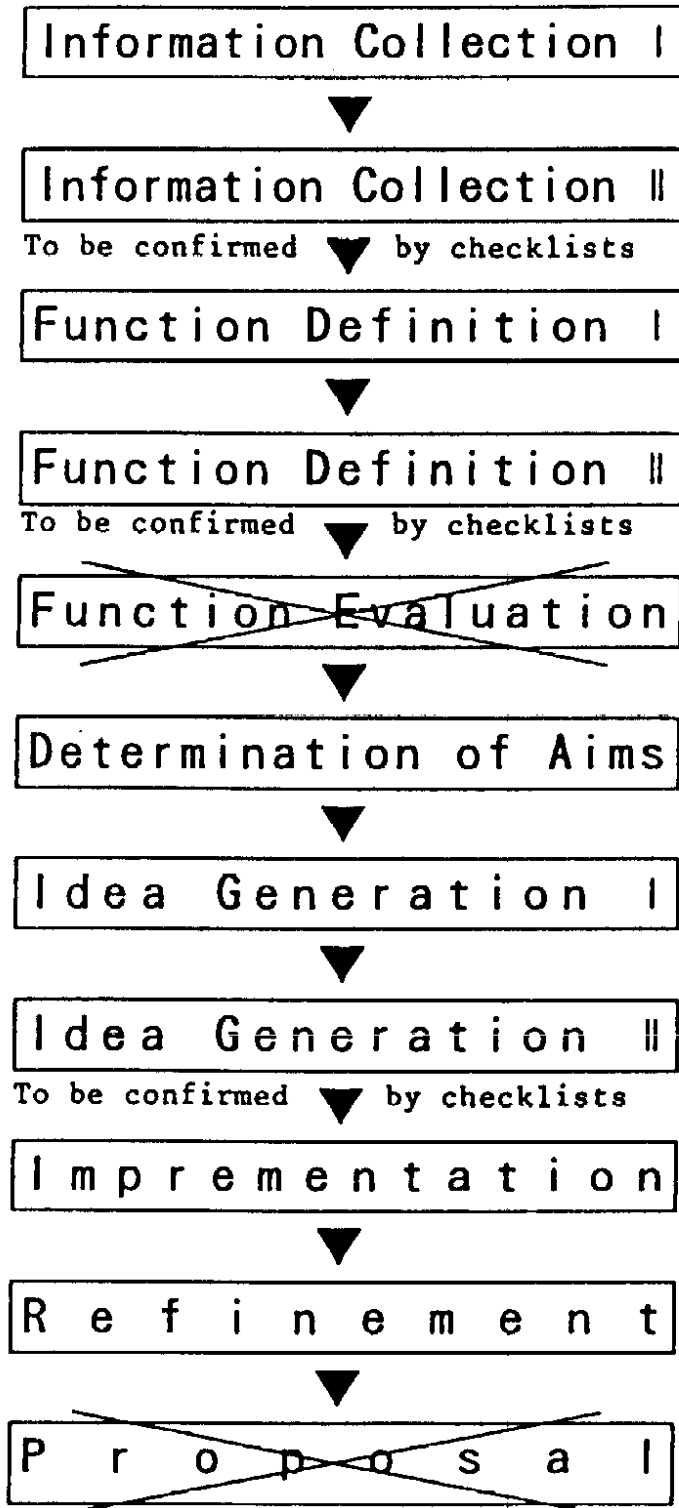 Information Collection Ⅰ
Information Collection Ⅱ
To be confirmed by checklists
Function Definition Ⅰ
Function Definition Ⅱ
To be confirmed by checklists
Function Evaluation
Determination of Aims
Idea Generation Ⅰ
Idea Generation Ⅱ
To be confirmed by checklists
Imprementation
Refinement
Proposal